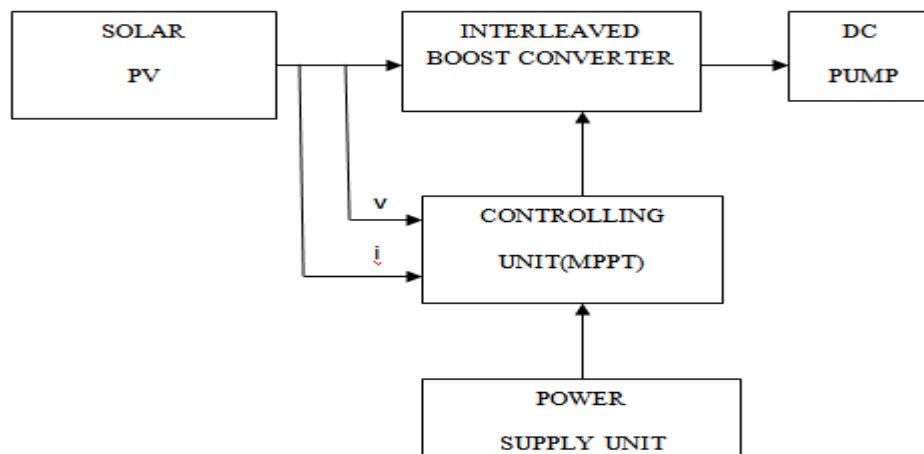 SOLAR
PV
INTERLEAVED
BOOST CONVERTER
DC
PUMP
v
i
CONTROLLING
UNIT(MPPT)
POWER
SUPPLY UNIT